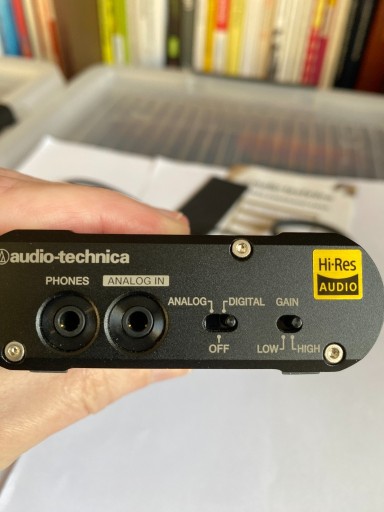 audio-technica
PHONES
ANALOG IN
ANALOG
DIGITAL
OFF
GAIN
LOW
HIGH
Hi-Res
AUDIO